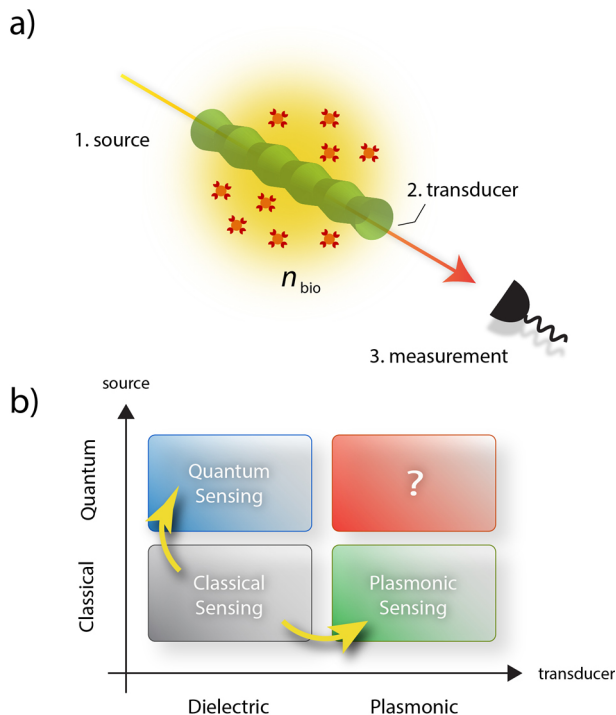 a)
1. source
2. transducer
n bio
3. measurement
b)
source
Quantum
Classical
Quantum
Sensing
?
Classical
Sensing
Plasmonic
Sensing
transducer
Dielectric
Plasmonic